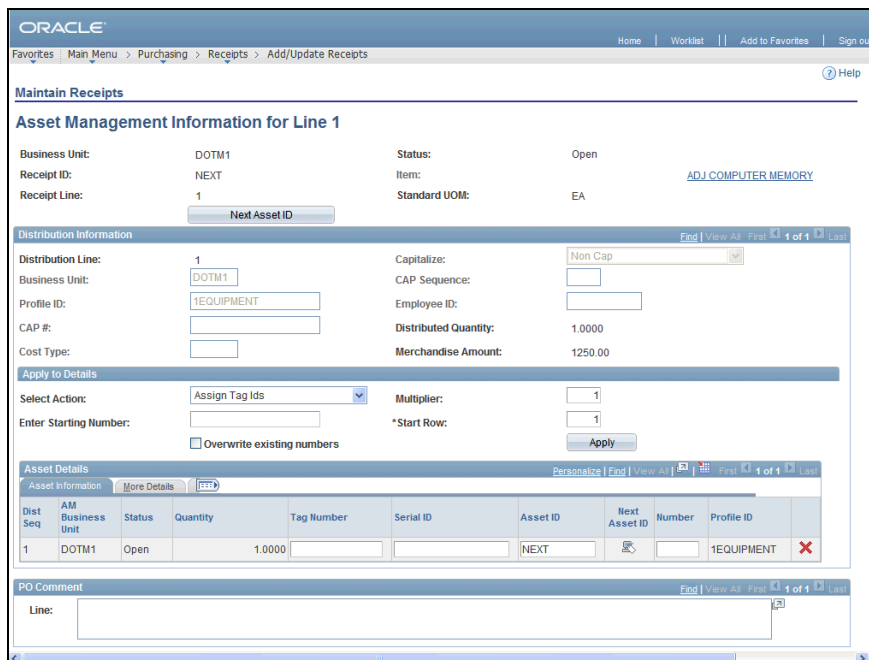 ORACLE
Home | Worklist || Add to Favorites | Sign ou
Favorites | Main Menu > Purchasing > Receipts > Add/Update Receipts
? Help
Maintain Receipts
Asset Management Information for Line 1
Business Unit: DOTM1 Status: Open
Receipt ID: NEXT Item: ADJ COMPUTER MEMORY
Receipt Line: 1 Standard UOM: EA
Next Asset ID
Distribution Information Find | View All First 1 of 1 Last
Distribution Line: 1 Capitalize: Non Cap
Business Unit: DOTM1 CAP Sequence:
Profile ID: 1EQUIPMENT Employee ID:
CAP #: Distributed Quantity: 1.0000
Cost Type: Merchandise Amount: 1250.00
Apply to Details
Select Action: Assign Tag Ids Multiplier: 1
Enter Starting Number: *Start Row: 1
Overwrite existing numbers Apply
Asset Details Personalize | Find | View All | | First 1 of 1 Last
Asset Information More Details
Dist Seq AM Business Unit Status Quantity Tag Number Serial ID Asset ID Next Asset ID Number Profile ID
1 DOTM1 Open 1.0000 NEXT 1EQUIPMENT
PO Comment Find | View All First 1 of 1 Last
Line: